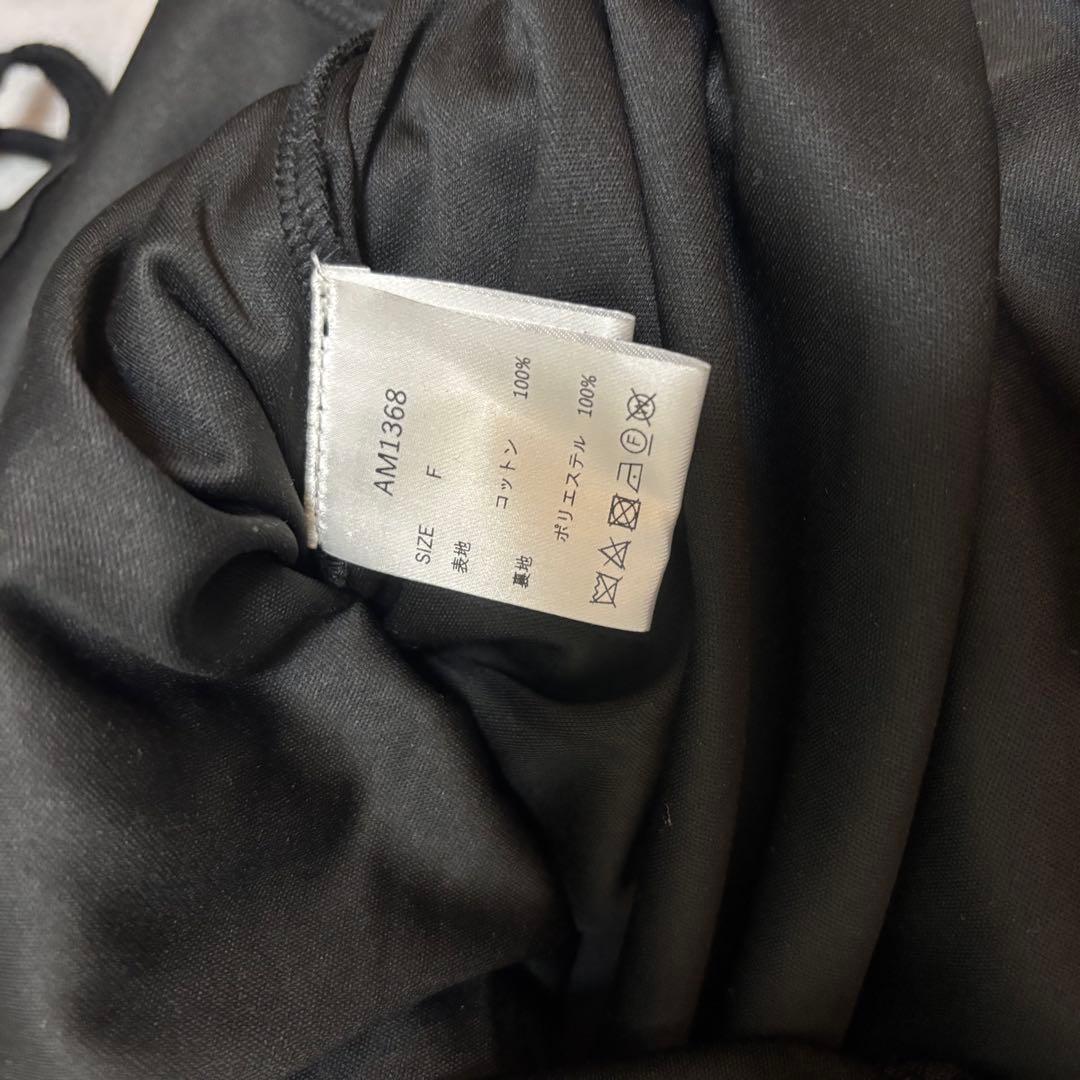 AM1368
SIZE F
表地
コットン 100%
裏地
ポリエステル 100%
F W